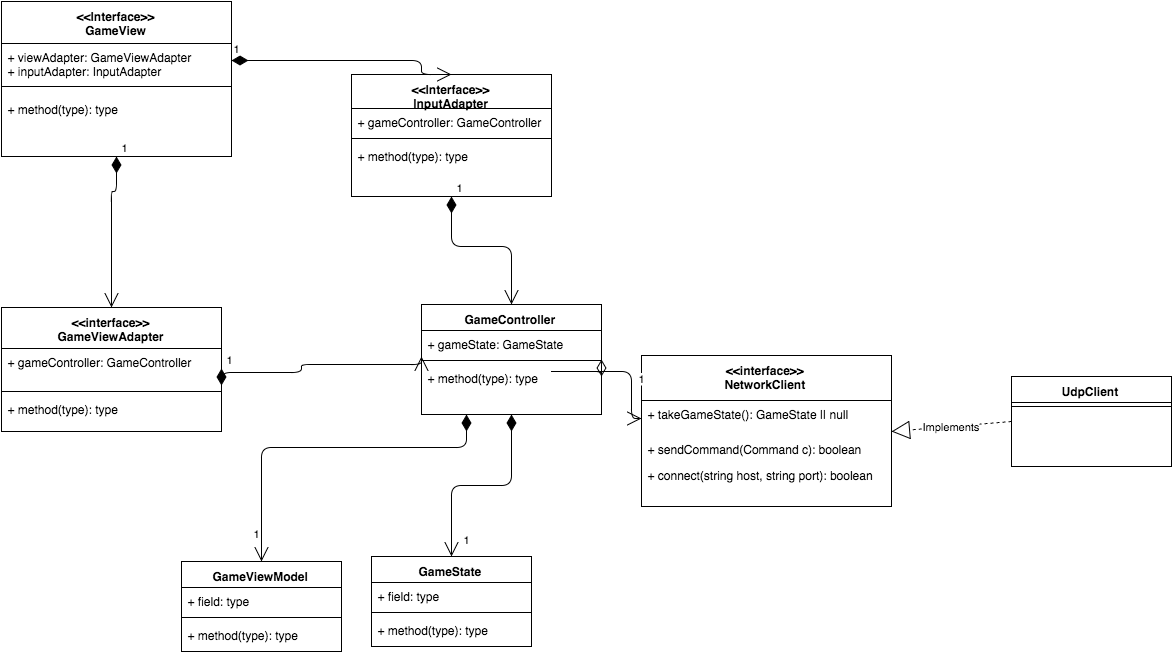 <<Interface>>
GameView
+ viewAdapter: GameViewAdapter
+ inputAdapter: InputAdapter
+ method(type): type
1
1
<<Interface>>
InputAdapter
+ gameController: GameController
+ method(type): type
1
<<interface>>
GameViewAdapter
+ gameController: GameController
+ method(type): type
1
GameController
+ gameState: GameState
+ method(type): type
1
<<interface>>
NetworkClient
+ takeGameState(): GameState || null
+ sendCommand(Command c): boolean
+ connect(string host, string port): boolean
Implements
UdpClient
1
GameViewModel
+ field: type
+ method(type): type
1
GameState
+ field: type
+ method(type): type